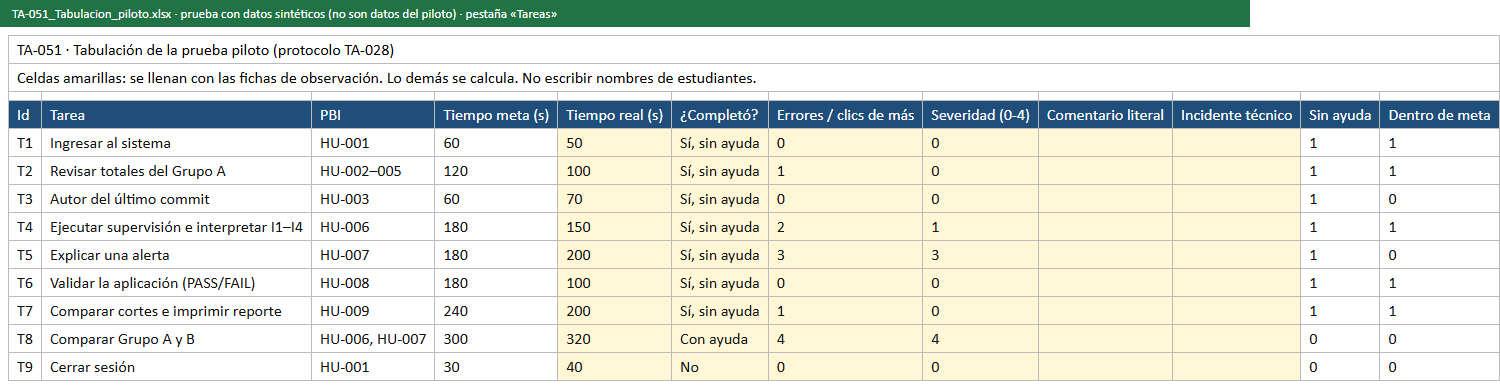 TA-051_Tabulacion_piloto.xlsx · prueba con datos sintéticos (no son datos del piloto) · pestaña «Tareas»
TA-051 · Tabulación de la prueba piloto (protocolo TA-028)
Celdas amarillas: se llenan con las fichas de observación. Lo demás se calcula. No escribir nombres de estudiantes.
Id Tarea PBI Tiempo meta (s) Tiempo real (s) ¿Completó? Errores / clics de más Severidad (0-4) Comentario literal Incidente técnico Sin ayuda Dentro de meta
T1 Ingresar al sistema HU-001 60 50 Sí, sin ayuda 0 0 1 1
T2 Revisar totales del Grupo A HU-002–005 120 100 Sí, sin ayuda 1 0 1 1
T3 Autor del último commit HU-003 60 70 Sí, sin ayuda 0 0 1 0
T4 Ejecutar supervisión e interpretar I1–I4 HU-006 180 150 Sí, sin ayuda 2 1 1 1
T5 Explicar una alerta HU-007 180 200 Sí, sin ayuda 3 3 1 0
T6 Validar la aplicación (PASS/FAIL) HU-008 180 100 Sí, sin ayuda 0 0 1 1
T7 Comparar cortes e imprimir reporte HU-009 240 200 Sí, sin ayuda 1 0 1 1
T8 Comparar Grupo A y B HU-006, HU-007 300 320 Con ayuda 4 4 0 0
T9 Cerrar sesión HU-001 30 40 No 0 0 0 0